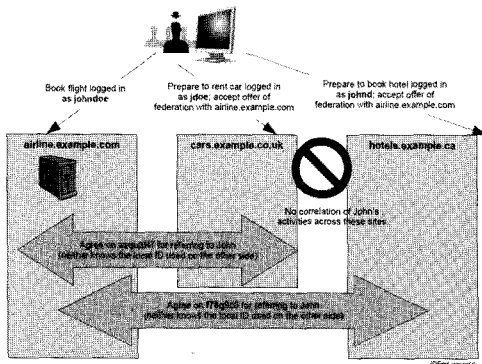 Book flight logged in
as johndoe
Prepare to rent car logged in
as jdoe; accept offer of
federation with airline.example.com
Prepare to book hotel logged in
as johnd; accept offer of
federation with airline.example.com
airline.example.com
cars.example.co.uk
hotels.example.ca
No correlation of John's
activities across these sites
Agree on for referring to John
(neither knows the local ID used on the other side)
Agree on f78q9c0 for referring to John
(neither knows the local ID used on the other side)